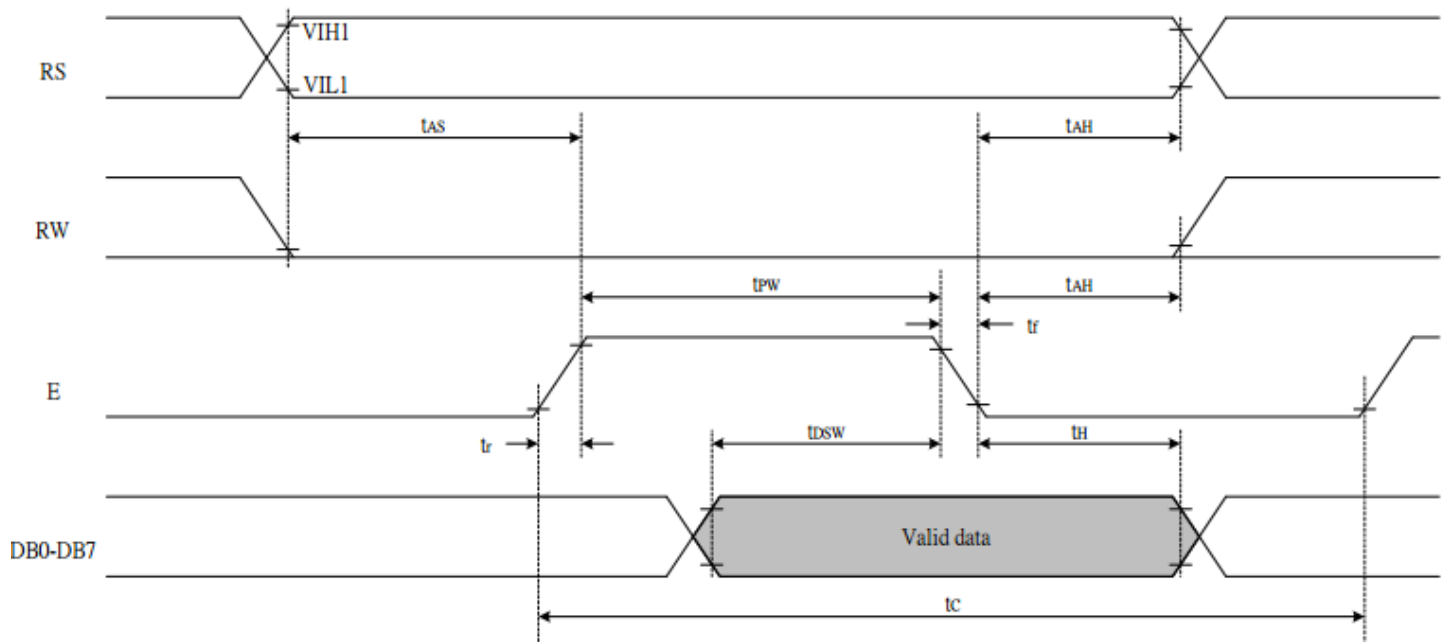 VIH1
RS
VIL1
tAS
tAH
RW
tPW
tAH
tf
E
tr
tDSW
tH
DB0-DB7
Valid data
tC